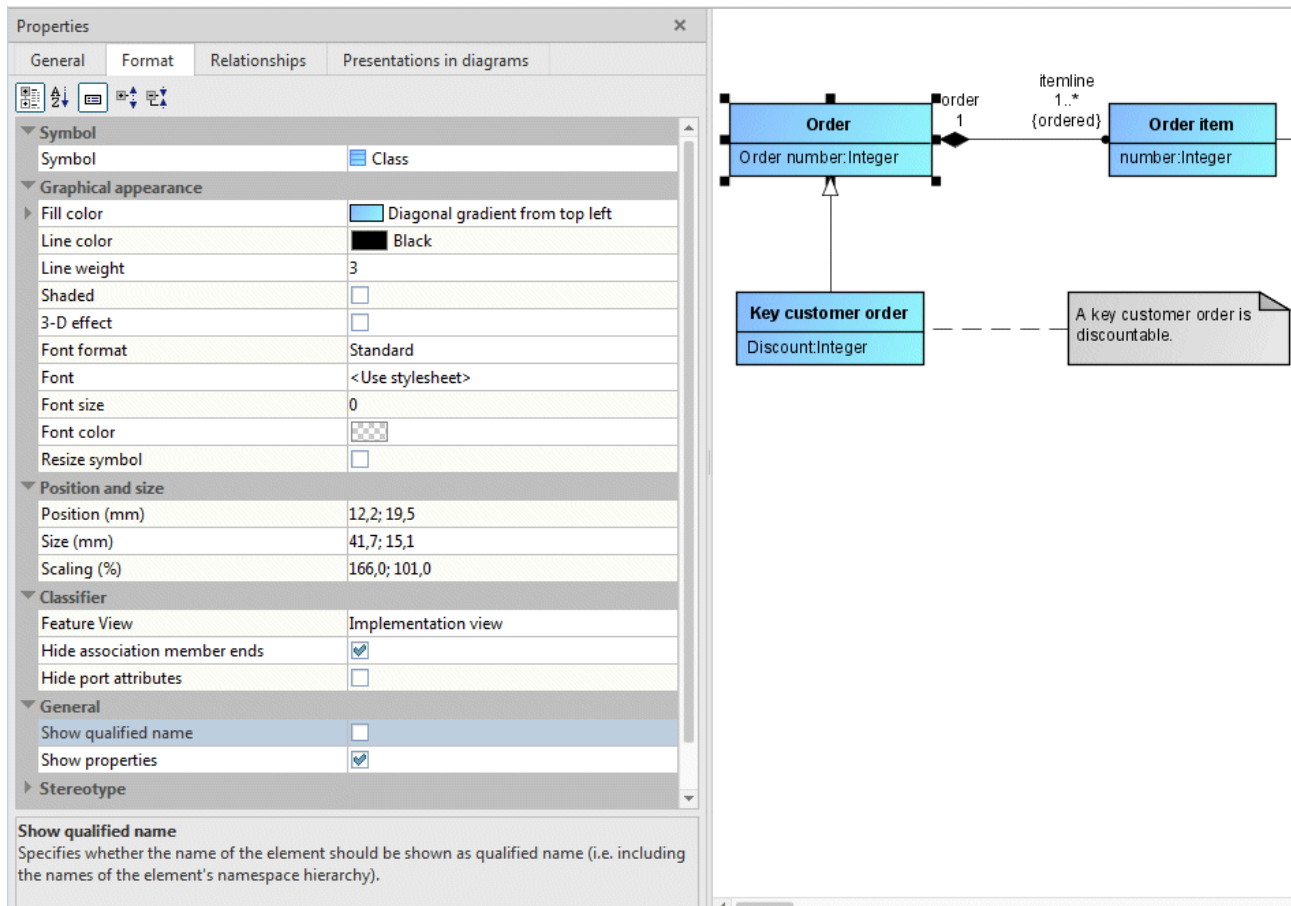 Properties
General Format Relationships Presentations in diagrams
Symbol
Symbol Class
Graphical appearance
Fill color Diagonal gradient from top left
Line color Black
Line weight 3
Shaded
3-D effect
Font format Standard
Font <Use stylesheet>
Font size 0
Font color
Resize symbol
Position and size
Position (mm) 12,2; 19,5
Size (mm) 41,7; 15,1
Scaling (%) 166,0; 101,0
Classifier
Feature View Implementation view
Hide association member ends
Hide port attributes
General
Show qualified name
Show properties
Stereotype
Show qualified name
Specifies whether the name of the element should be shown as qualified name (i.e. including
the names of the element's namespace hierarchy).
Order
Order number:Integer
order
1
itemline
1..*
{ordered}
Order item
number:Integer
Key customer order
Discount:Integer
A key customer order is
discountable.